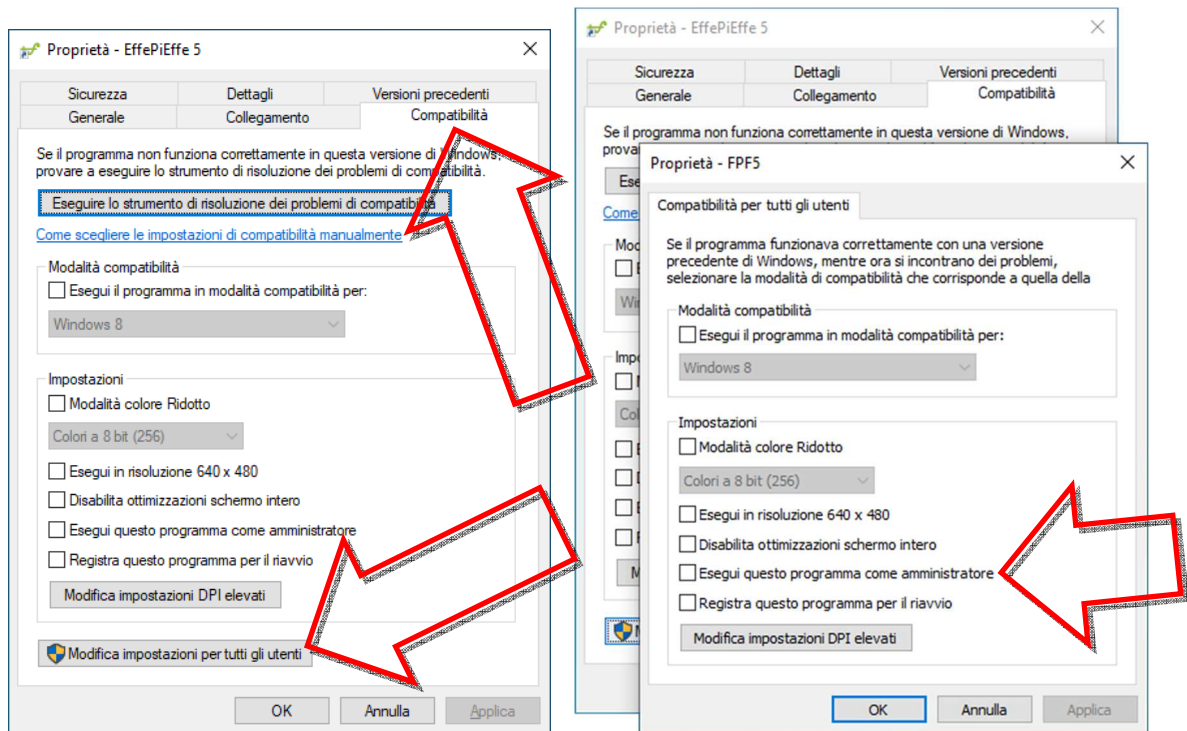 Proprietà - EffePiEffe 5
Sicurezza Dettagli Versioni precedenti
Generale Collegamento Compatibilità
Se il programma non funziona correttamente in questa versione di Windows,
provare a eseguire lo strumento di risoluzione dei problemi di compatibilità.
Eseguire lo strumento di risoluzione dei problemi di compatibilità
Come scegliere le impostazioni di compatibilità manualmente
Modalità compatibilità
Esegui il programma in modalità compatibilità per:
Windows 8
Impostazioni
Modalità colore Ridotto
Colori a 8 bit (256)
Esegui in risoluzione 640 x 480
Disabilita ottimizzazioni schermo intero
Esegui questo programma come amministratore
Registra questo programma per il riavvio
Modifica impostazioni DPI elevati
Modifica impostazioni per tutti gli utenti
OK Annulla Applica
Proprietà - EffePiEffe 5
Sicurezza Dettagli Versioni precedenti
Generale Collegamento Compatibilità
Se il programma non funziona correttamente in questa versione di Windows,
Come
Proprietà - FPF5
Compatibilità per tutti gli utenti
Se il programma funzionava correttamente con una versione
precedente di Windows, mentre ora si incontrano dei problemi,
selezionare la modalità di compatibilità che corrisponde a quella della
Modalità compatibilità
Esegui il programma in modalità compatibilità per:
Windows 8
Impostazioni
Modalità colore Ridotto
Colori a 8 bit (256)
Esegui in risoluzione 640 x 480
Disabilita ottimizzazioni schermo intero
Esegui questo programma come amministratore
Registra questo programma per il riavvio
Modifica impostazioni DPI elevati
OK Annulla Applica